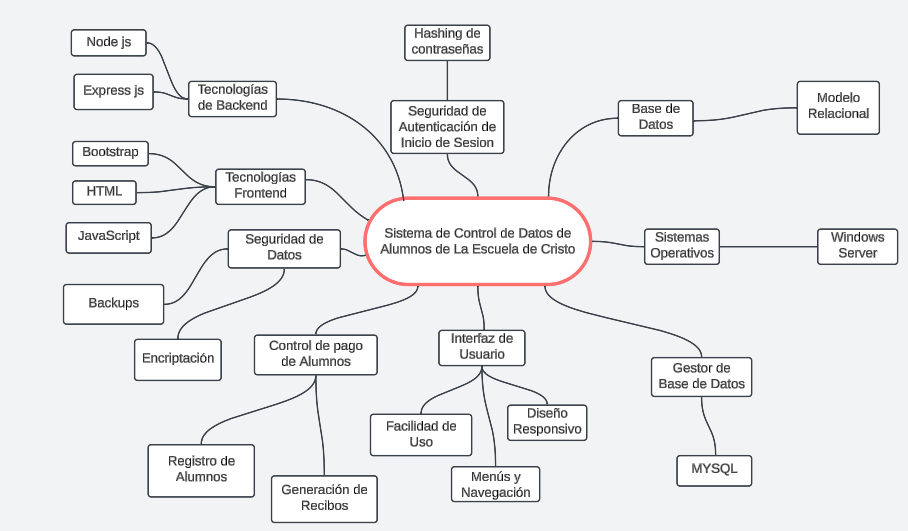 Hashing de
contraseñas
Node js
Express js
Tecnologías
de Backend
Seguridad de
Autenticación de
Inicio de Sesion
Base de
Datos
Modelo
Relacional
Bootstrap
HTML
JavaScript
Tecnologías
Frontend
Sistema de Control de Datos de
Alumnos de La Escuela de Cristo
Seguridad de
Datos
Sistemas
Operativos
Windows
Server
Backups
Encriptación
Control de pago
de Alumnos
Interfaz de
Usuario
Gestor de
Base de Datos
Facilidad de
Uso
Diseño
Responsivo
Registro de
Alumnos
Generación de
Recibos
Menús y
Navegación
MYSQL